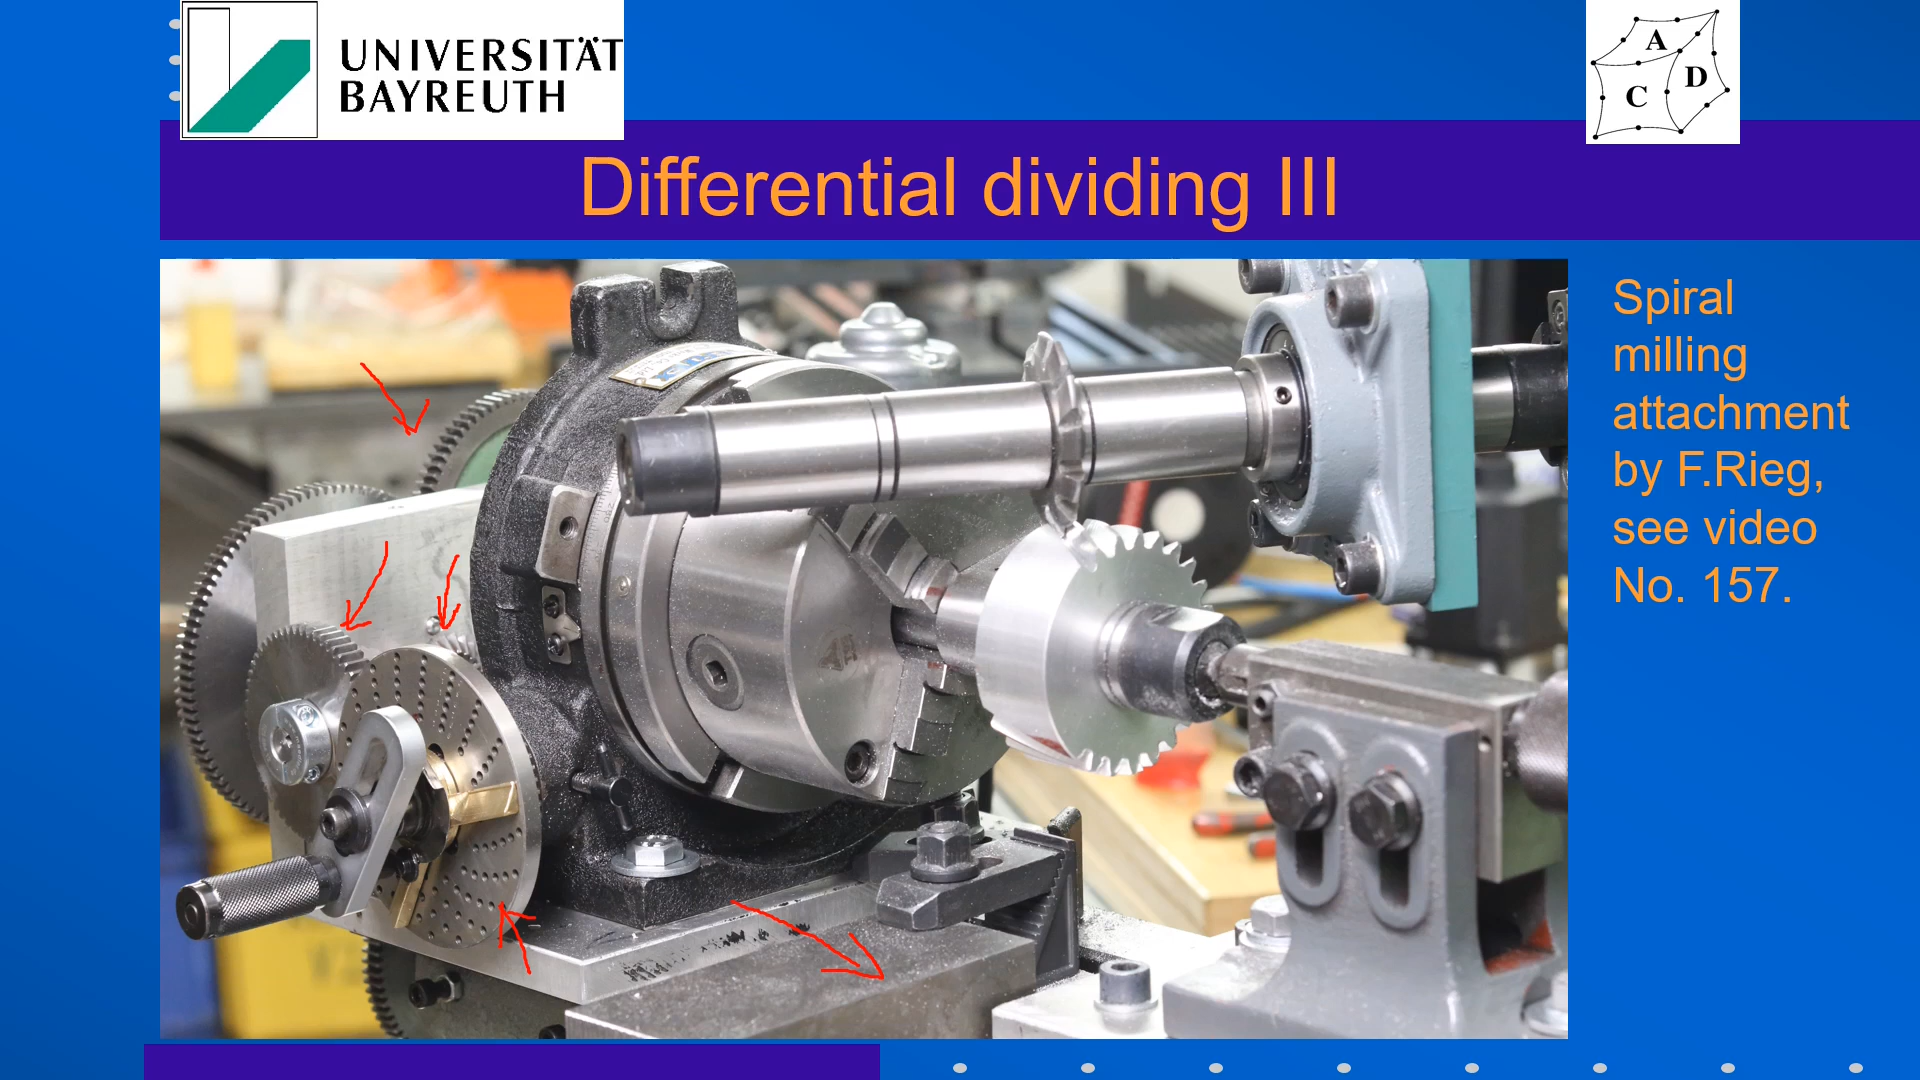 UNIVERSITÄT
BAYREUTH
A
D
C
Differential dividing III
Spiral
milling
attachment
by F.Rieg,
see video
No. 157.